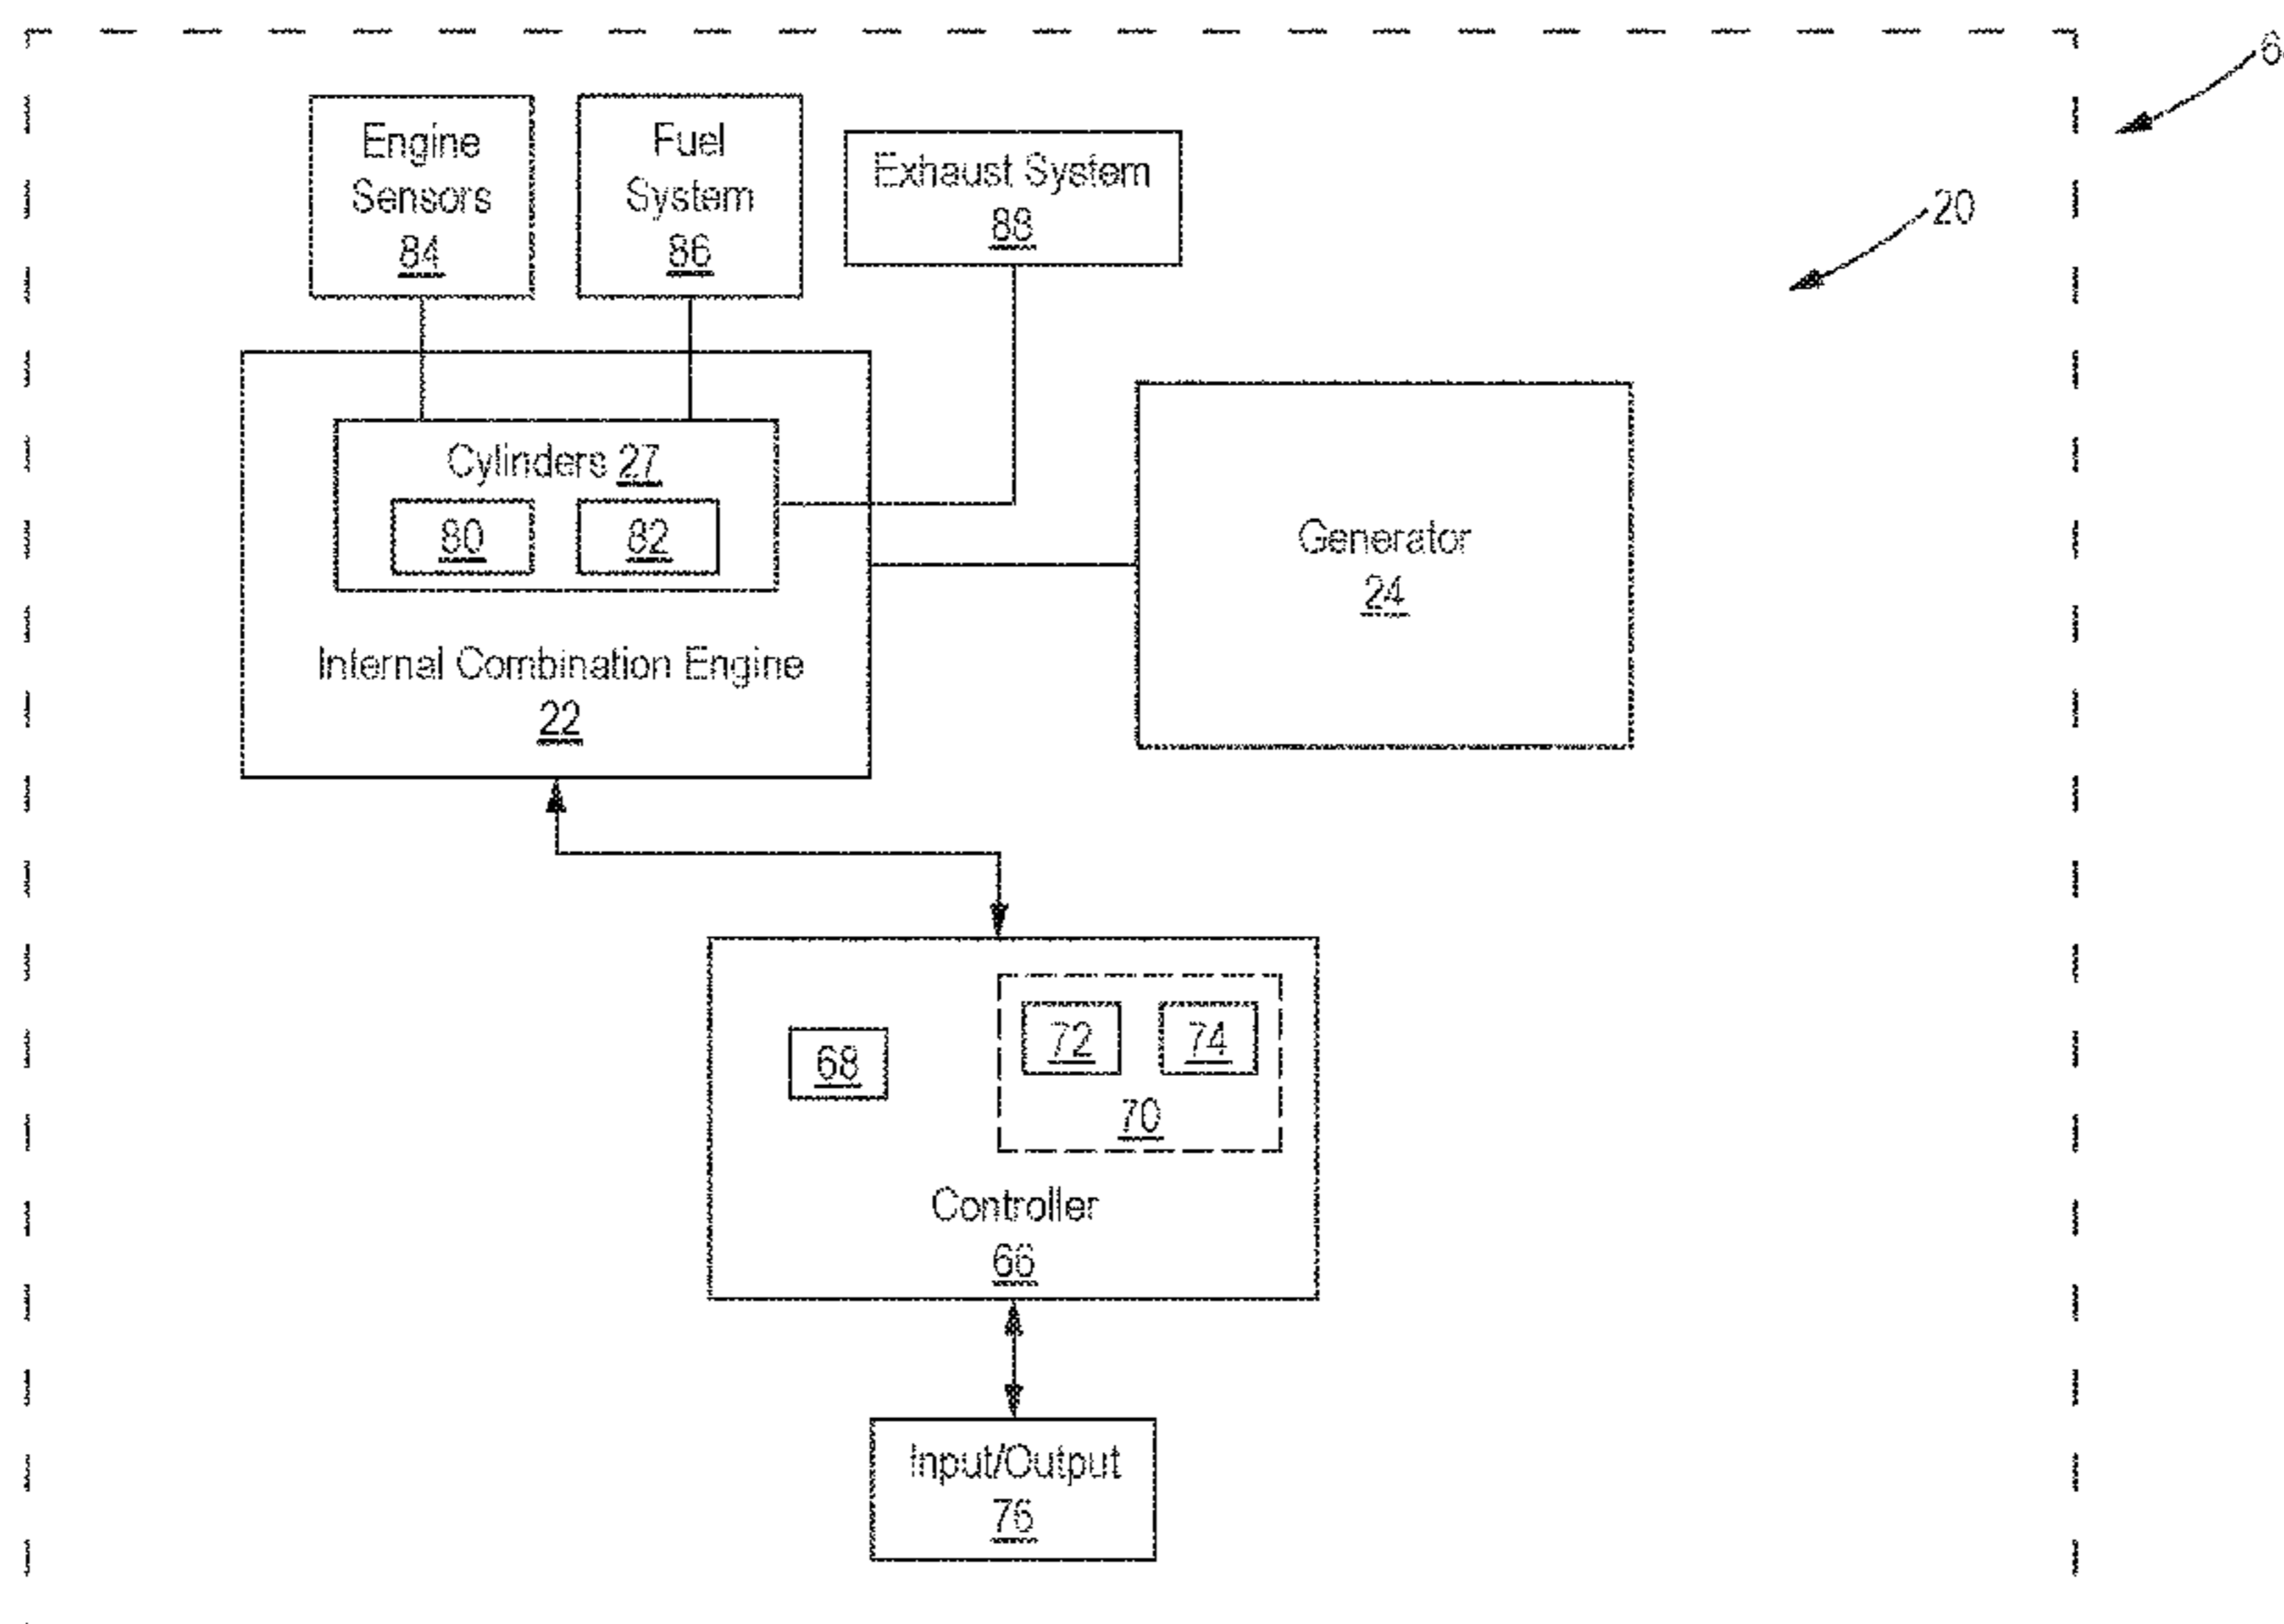 Engine
Sensors
84
Fuel
System
86
Exhaust System
88
20
Cylinders 27
80
82
Generator
24
Internal Combination Engine
22
72
74
68
70
Controller
66
Input/Output
76